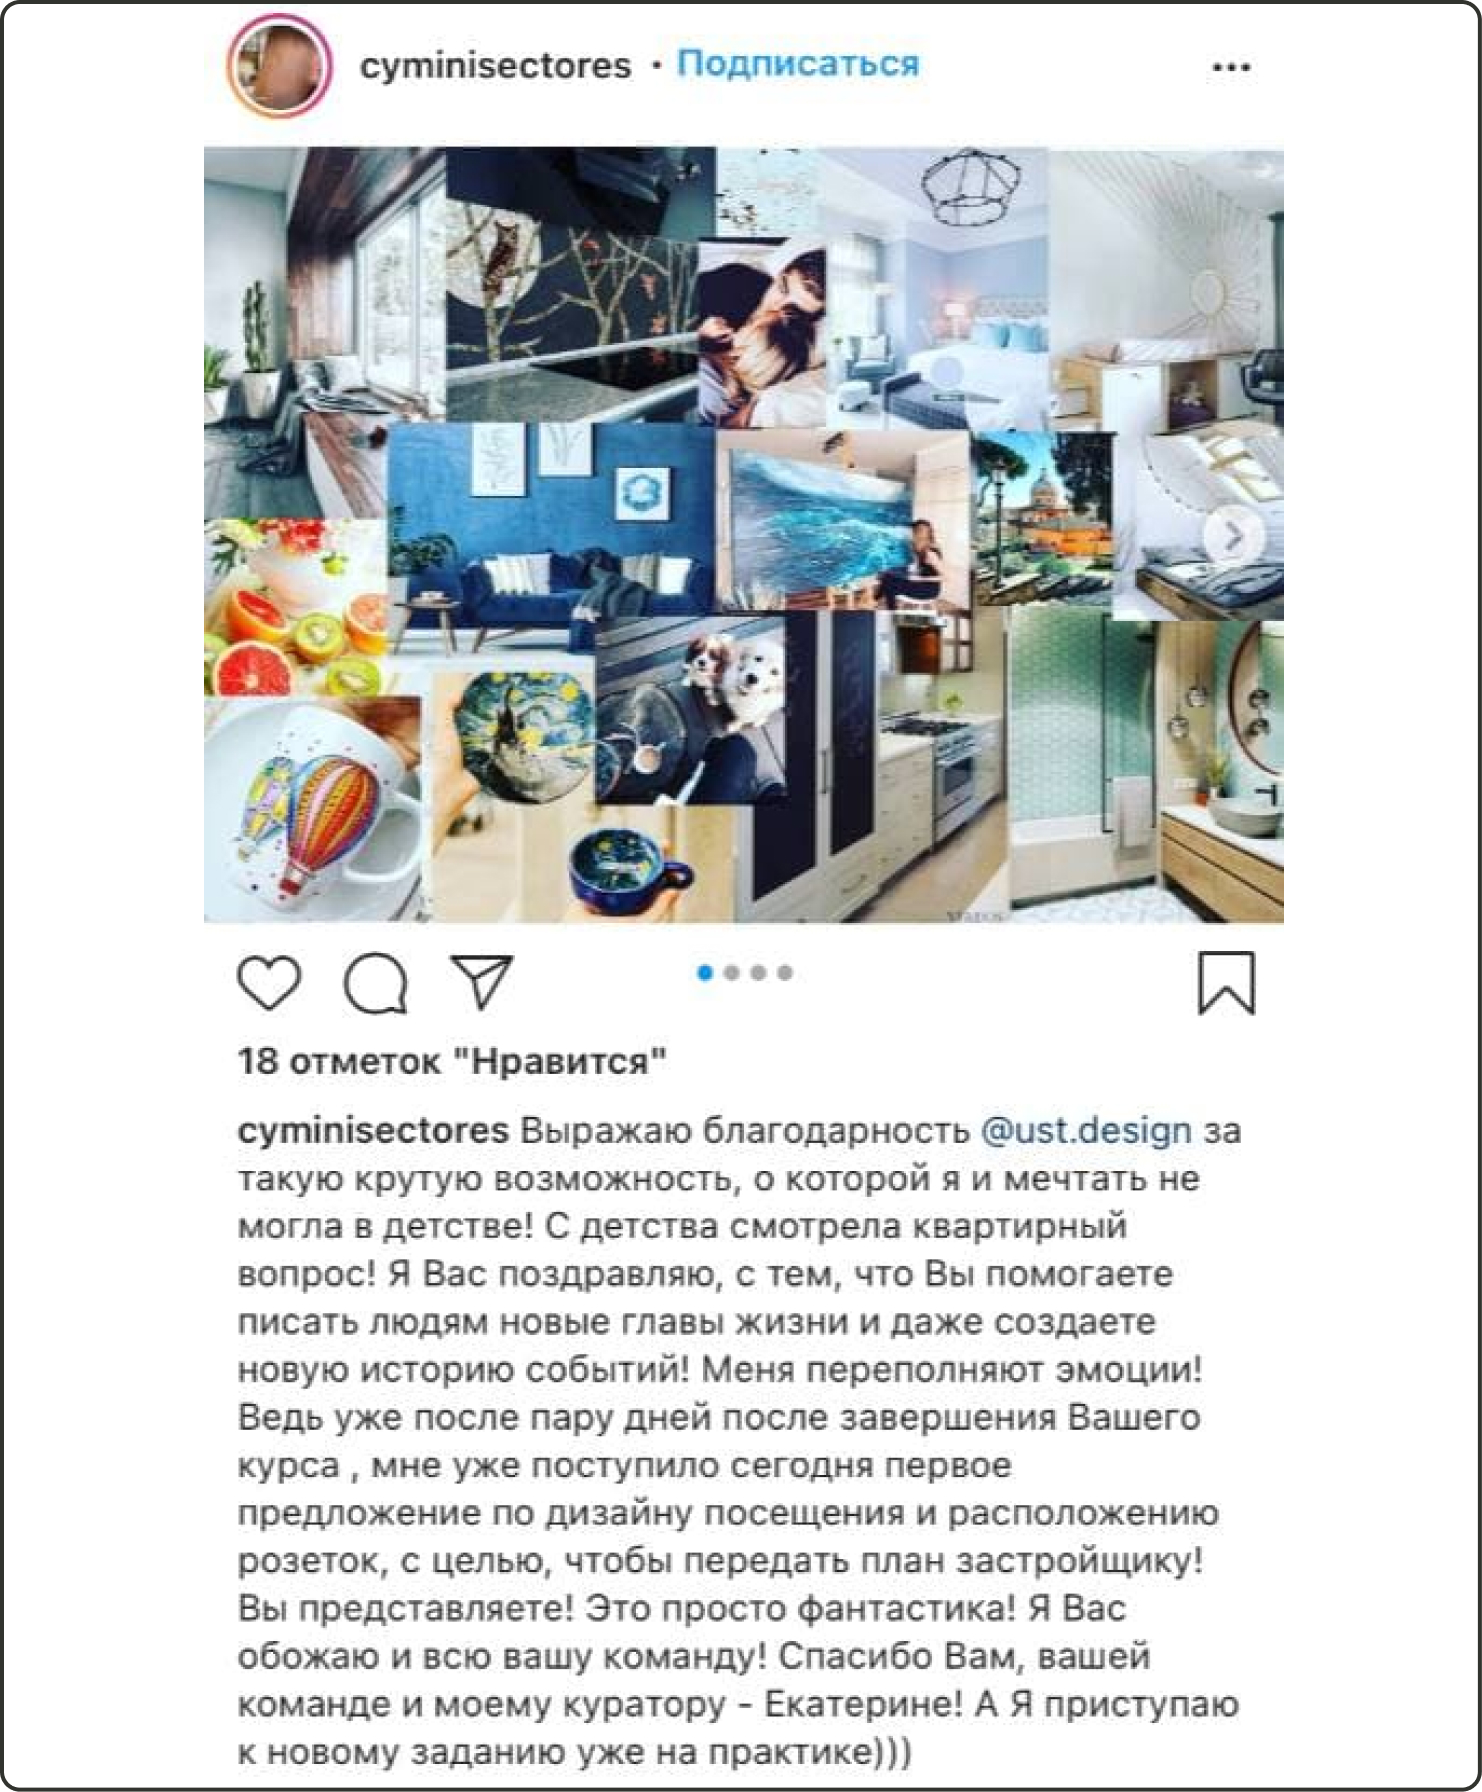 cyminisectores • Подписаться
18 отметок "Нравится"
cyminisectores Выражаю благодарность @ust.design за
такую крутую возможность, о которой я и мечтать не
могла в детстве! С детства смотрела квартирный
вопрос! Я Вас поздравляю, с тем, что Вы помогаете
писать людям новые главы жизни и даже создаете
новую историю событий! Меня переполняют эмоции!
Ведь уже после пару дней после завершения Вашего
курса , мне уже поступило сегодня первое
предложение по дизайну посещения и расположению
розеток, с целью, чтобы передать план застройщику!
Вы представляете! Это просто фантастика! Я Вас
обожаю и всю вашу команду! Спасибо Вам, вашей
команде и моему куратору - Екатерине! А Я приступаю
к новому заданию уже на практике)))